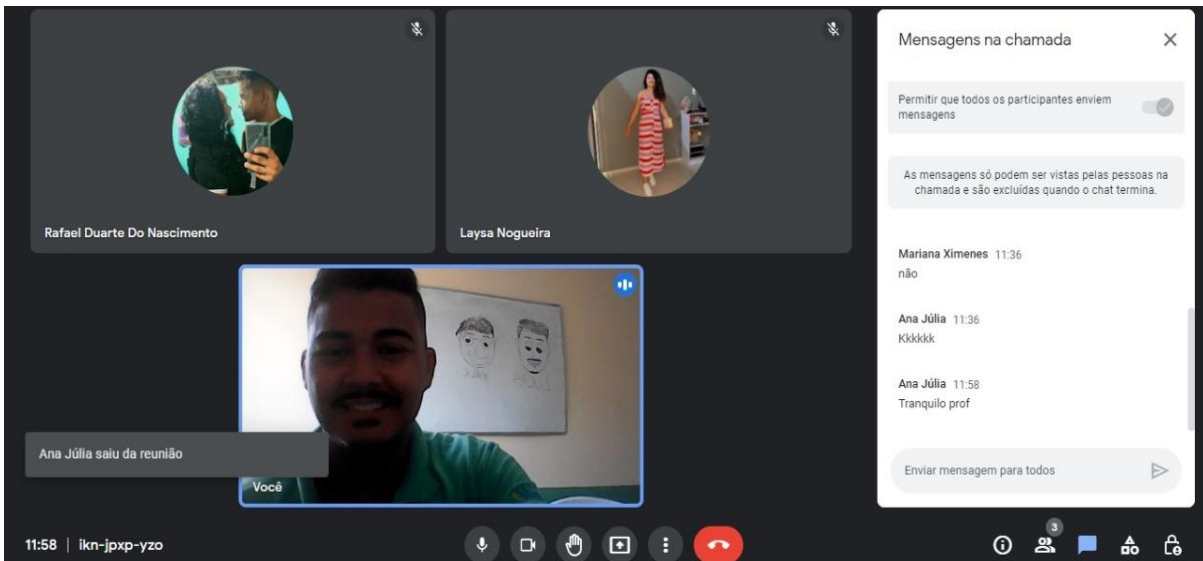 Rafael Duarte Do Nascimento
Laysa Nogueira
Ana Júlia saiu da reunião
Você
11:58 | ikn-jpxp-yzo
Mensagens na chamada
Permitir que todos os participantes enviem
mensagens
As mensagens só podem ser vistas pelas pessoas na
chamada e são excluídas quando o chat termina.
Mariana Ximenes 11:36
não
Ana Júlia 11:36
Kkkkkk
Ana Júlia 11:58
Tranquilo prof
Enviar mensagem para todos
3